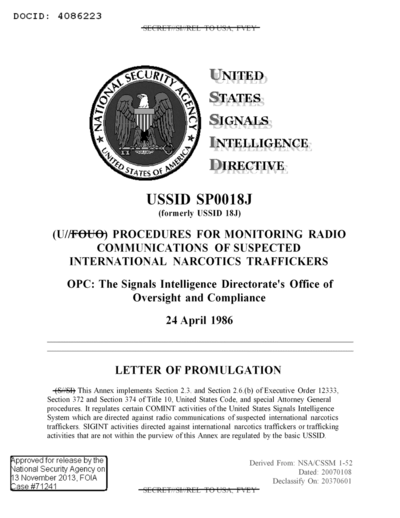 DOCID: 4086223
SECRET//SI//REL TO USA, FVEY
NATIONAL SECURITY AGENCY
UNITED STATES OF AMERICA
UNITED
STATES
SIGNALS
INTELLIGENCE
DIRECTIVE
USSID SP0018J
(formerly USSID 18J)
(U//FOUO) PROCEDURES FOR MONITORING RADIO
COMMUNICATIONS OF SUSPECTED
INTERNATIONAL NARCOTICS TRAFFICKERS
OPC: The Signals Intelligence Directorate's Office of
Oversight and Compliance
24 April 1986
LETTER OF PROMULGATION
(S//SI) This Annex implements Section 2.3. and Section 2.6.(b) of Executive Order 12333,
Section 372 and Section 374 of Title 10, United States Code, and special Attorney General
procedures. It regulates certain COMINT activities of the United States Signals Intelligence
System which are directed against radio communications of suspected international narcotics
traffickers. SIGINT activities directed against international narcotics traffickers or trafficking
activities that are not within the purview of this Annex are regulated by the basic USSID.
Approved for release by the
National Security Agency on
13 November 2013, FOIA
Case #71241
Derived From: NSA/CSSM 1-52
Dated: 20070108
Declassify On: 20370601
SECRET//SI//REL TO USA, FVEY